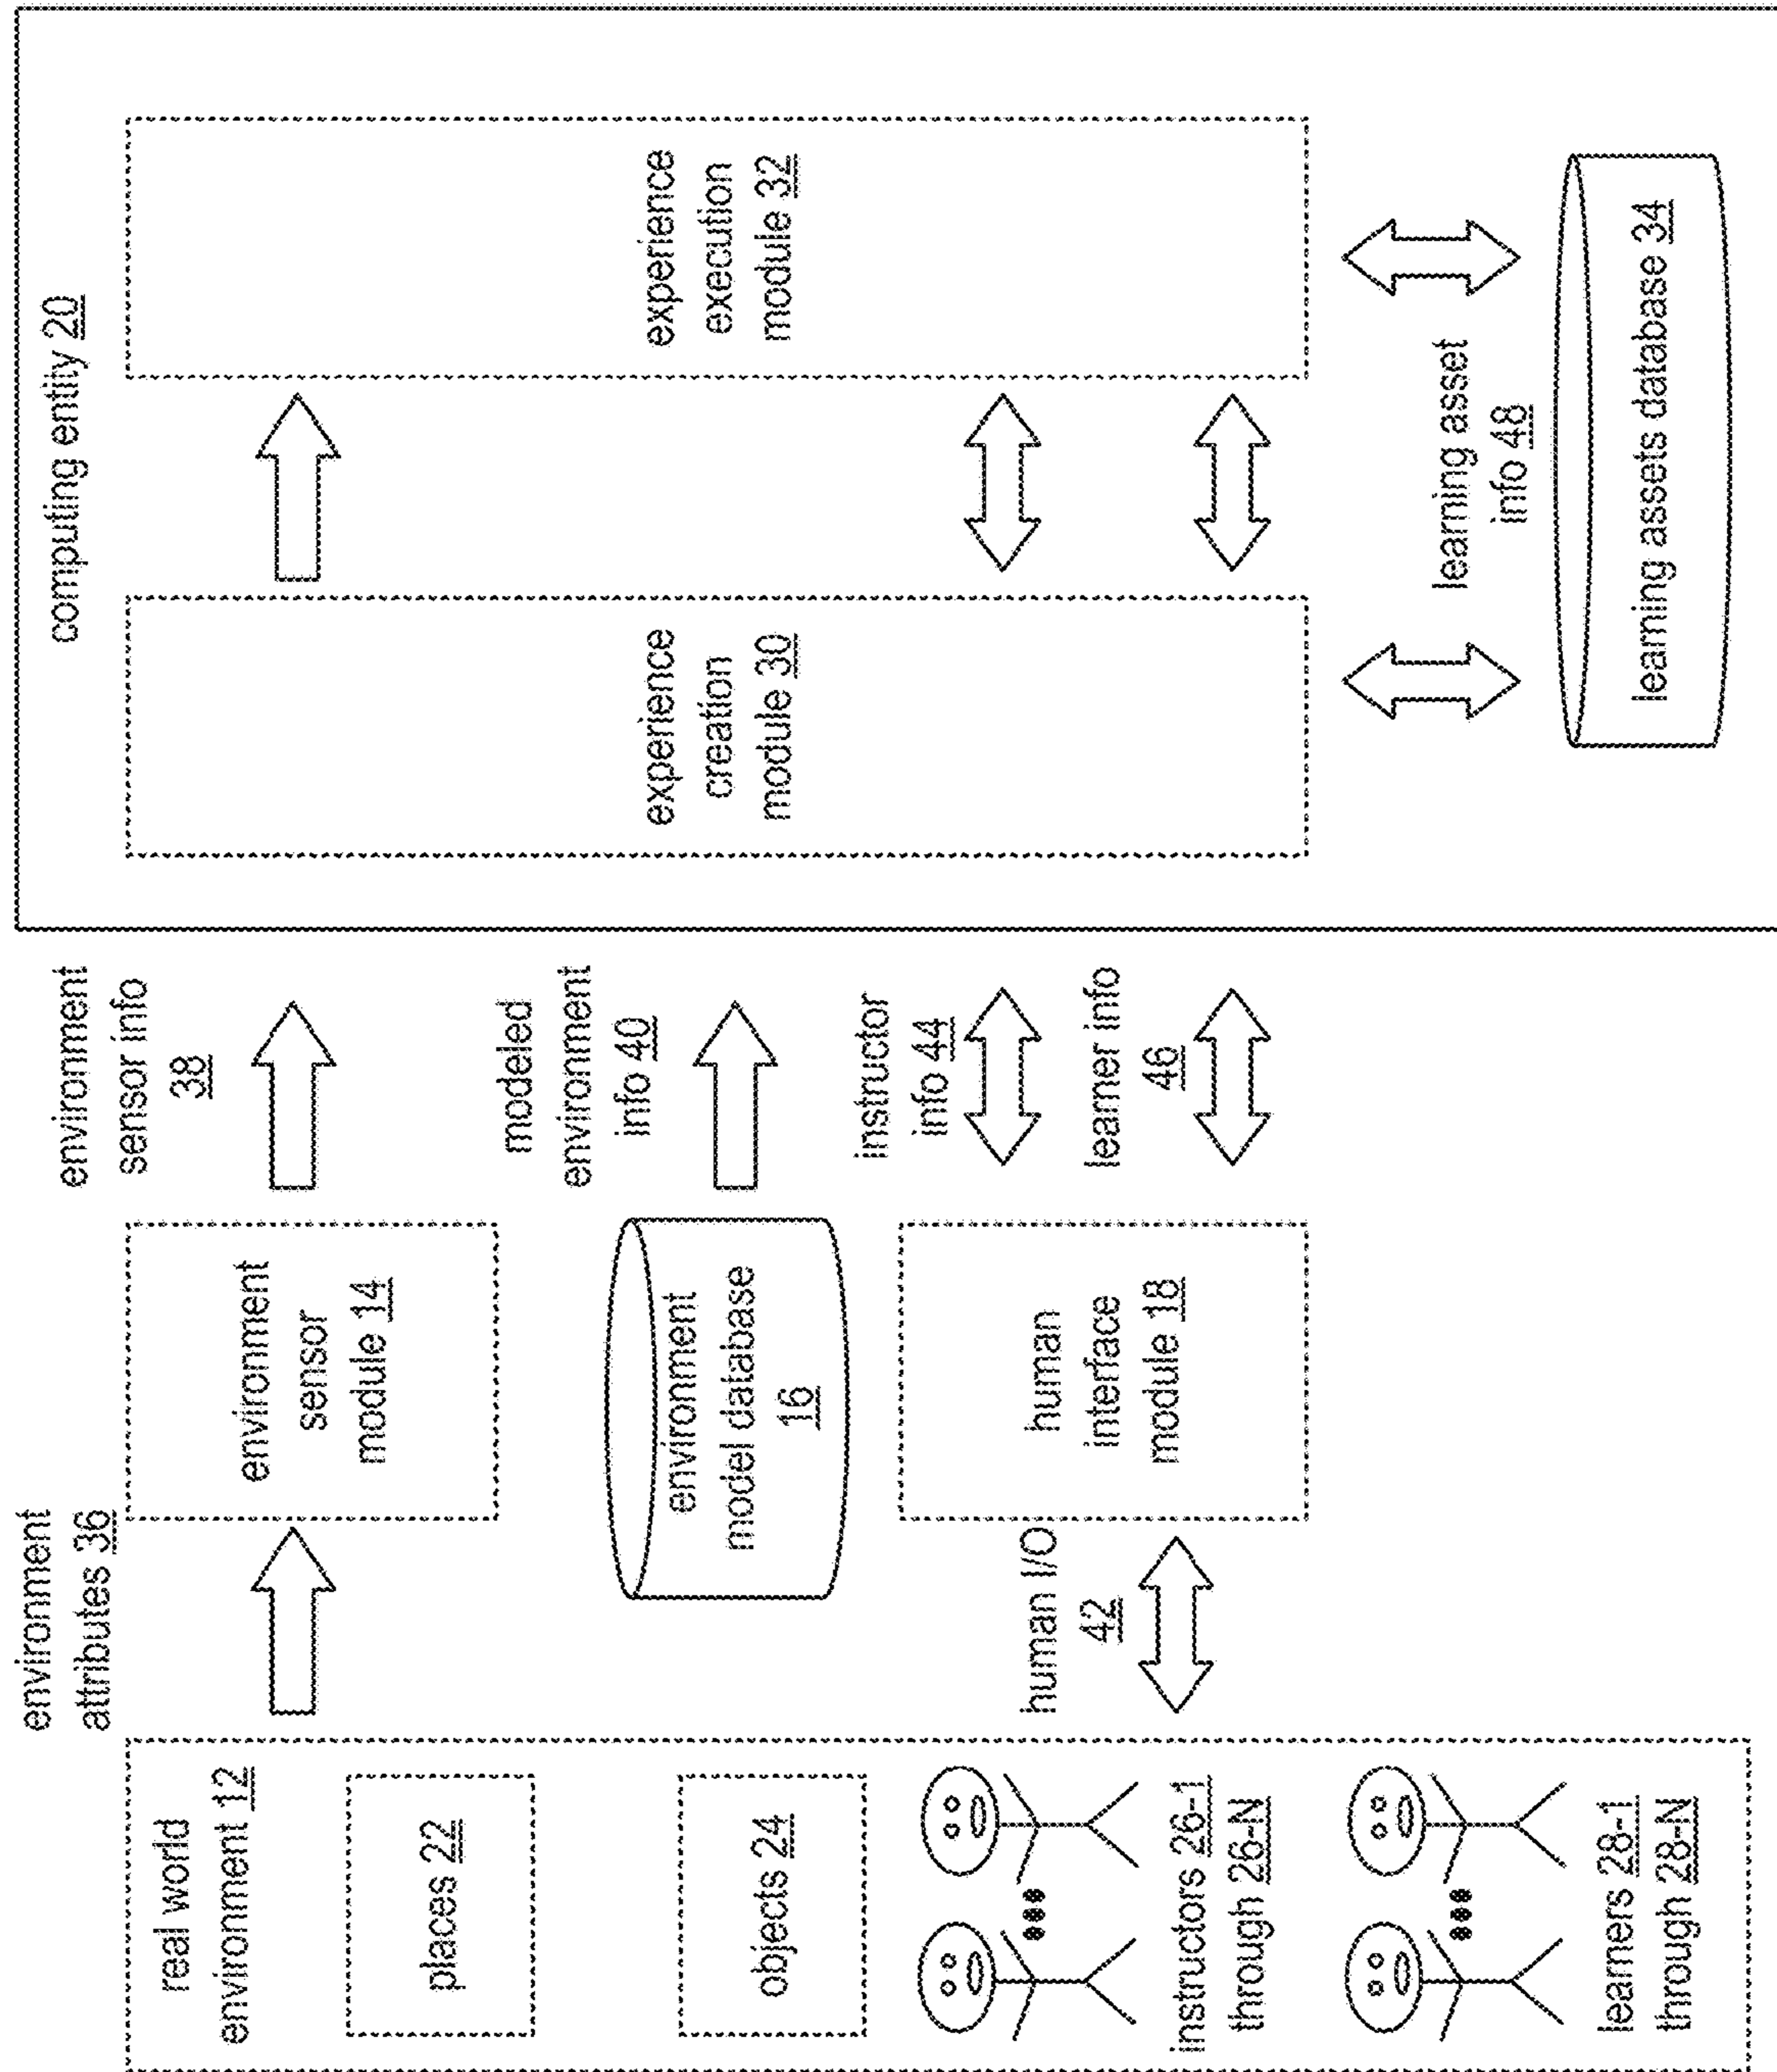 environment
attributes 36
real world
environment 12
places 22
objects 24
instructors 26-1
through 26-N
learners 28-1
through 28-N
environment
sensor
module 14
environment
model database
16
human I/O
42
human
interface
module 18
environment
sensor info
38
modeled
environment
info 40
instructor
info 44
learner info
46
computing entity 20
experience
creation
module 30
experience
execution
module 32
learning asset
info 48
learning assets database 34